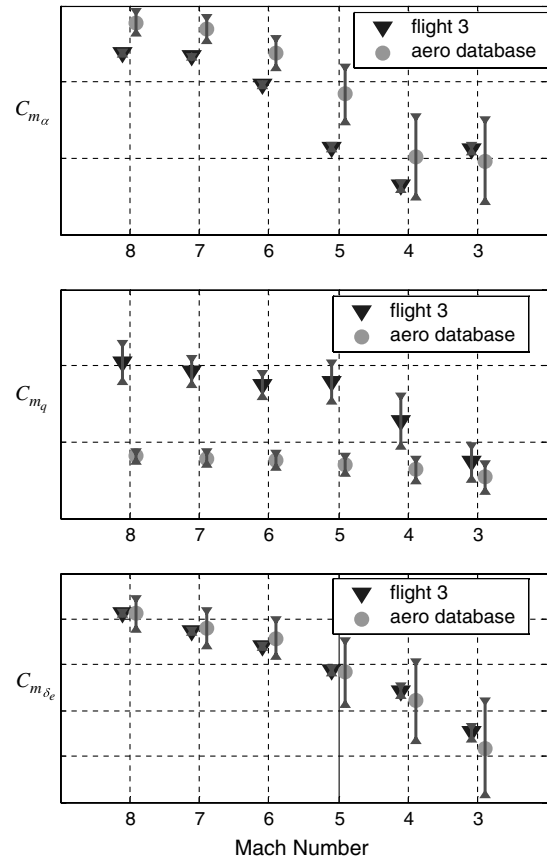 flight 3
aero database
C_{m_α}
8 7 6 5 4 3
flight 3
aero database
C_{m_q}
8 7 6 5 4 3
flight 3
aero database
C_{m_{δ_e}}
8 7 6 5 4 3
Mach Number